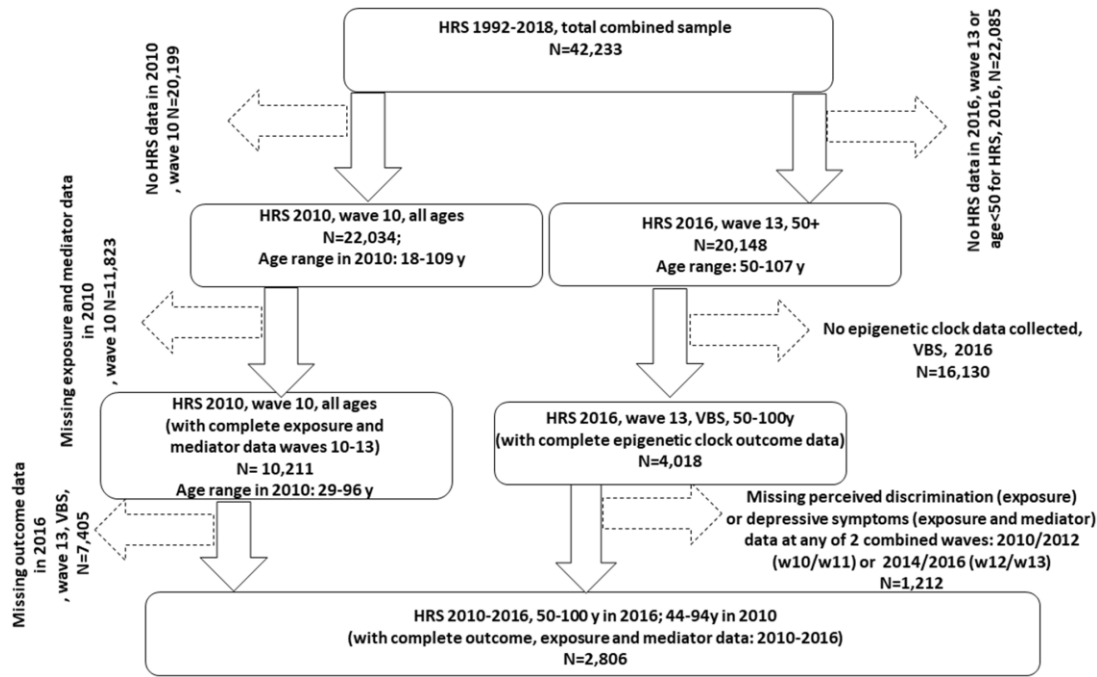 HRS 1992-2018, total combined sample
N=42,233
No HRS data in 2010
, wave 10 N=20,199
No HRS data in 2016, wave 13 or
age<50 for HRS, 2016, N=22,085
HRS 2010, wave 10, all ages
N=22,034;
Age range in 2010: 18-109 y
HRS 2016, wave 13, 50+
N=20,148
Age range: 50-107 y
Missing exposure and mediator data
in 2010
, wave 10 N=11,823
No epigenetic clock data collected,
VBS, 2016
N=16,130
HRS 2010, wave 10, all ages
(with complete exposure and
mediator data waves 10-13)
N= 10,211
Age range in 2010: 29-96 y
HRS 2016, wave 13, VBS, 50-100y
(with complete epigenetic clock outcome data)
N=4,018
Missing outcome data
in 2016
, wave 13, VBS,
N=7,405
Missing perceived discrimination (exposure)
or depressive symptoms (exposure and mediator)
data at any of 2 combined waves: 2010/2012
(w10/w11) or 2014/2016 (w12/w13)
N=1,212
HRS 2010-2016, 50-100 y in 2016; 44-94y in 2010
(with complete outcome, exposure and mediator data: 2010-2016)
N=2,806